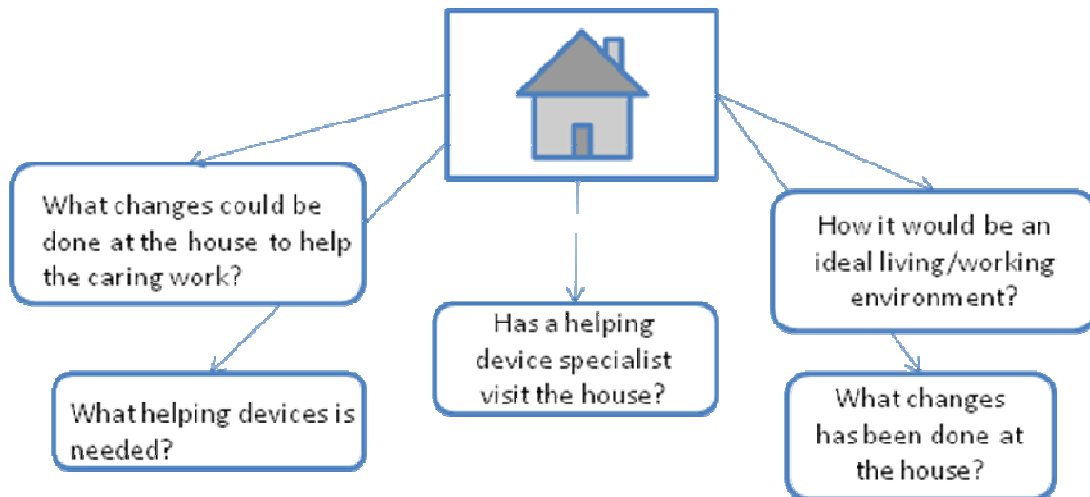 What changes could be
done at the house to help
the caring work?
How it would be an
ideal living/working
environment?
Has a helping
device specialist
visit the house?
What helping devices is
needed?
What changes
has been done at
the house?